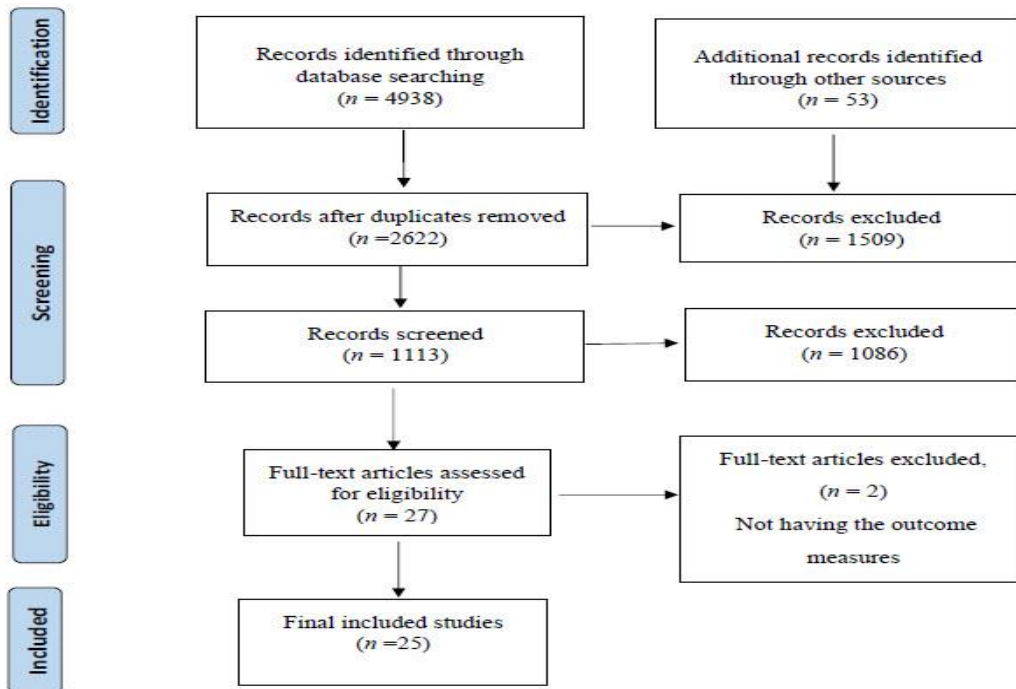 Identification
Records identified through
database searching
(n = 4938)
Additional records identified
through other sources
(n = 53)
Screening
Records after duplicates removed
(n =2622)
Records excluded
(n = 1509)
Records screened
(n = 1113)
Records excluded
(n = 1086)
Eligibility
Full-text articles assessed
for eligibility
(n = 27)
Full-text articles excluded,
(n = 2)
Not having the outcome
measures
Included
Final included studies
(n =25)